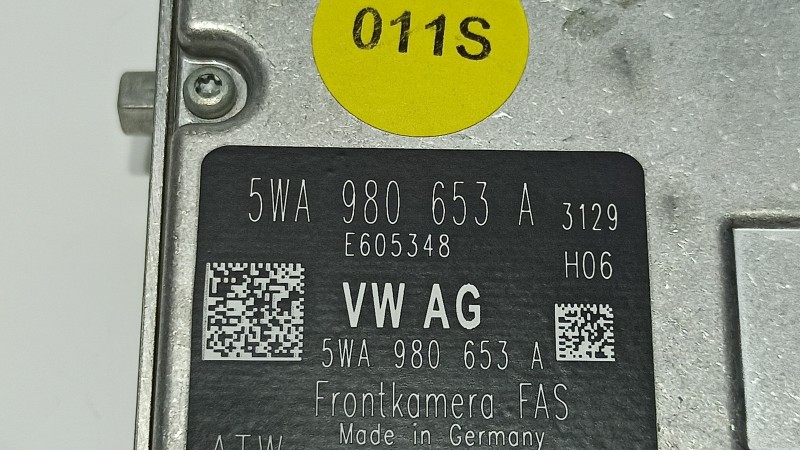 011S
5WA 980 653 A 3129
E605348
H06
VW AG
5WA 980 653 A
Frontkamera FAS
Made in Germany